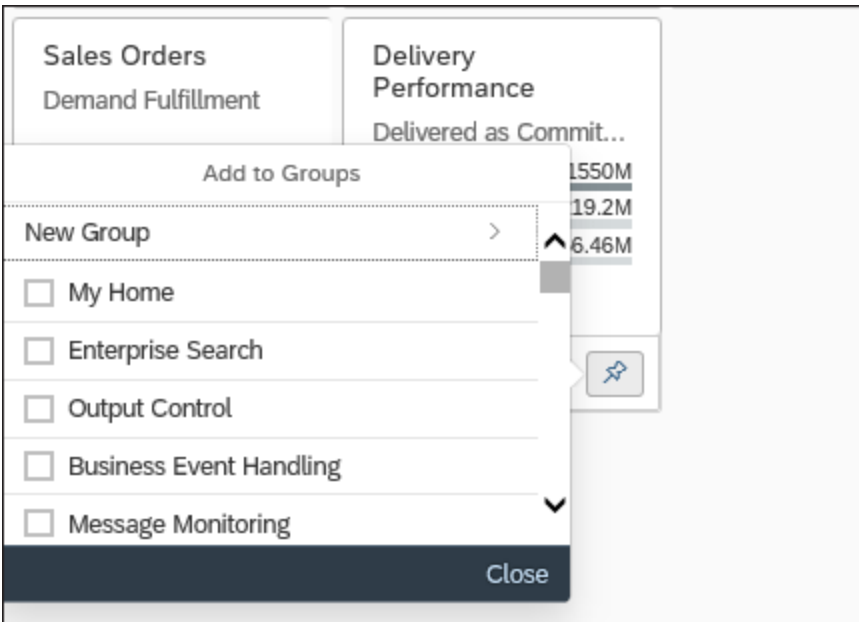 Sales Orders
Demand Fulfillment
Delivery
Performance
Delivered as Commit...
1550M
19.2M
6.46M
Add to Groups
New Group
My Home
Enterprise Search
Output Control
Business Event Handling
Message Monitoring
Close